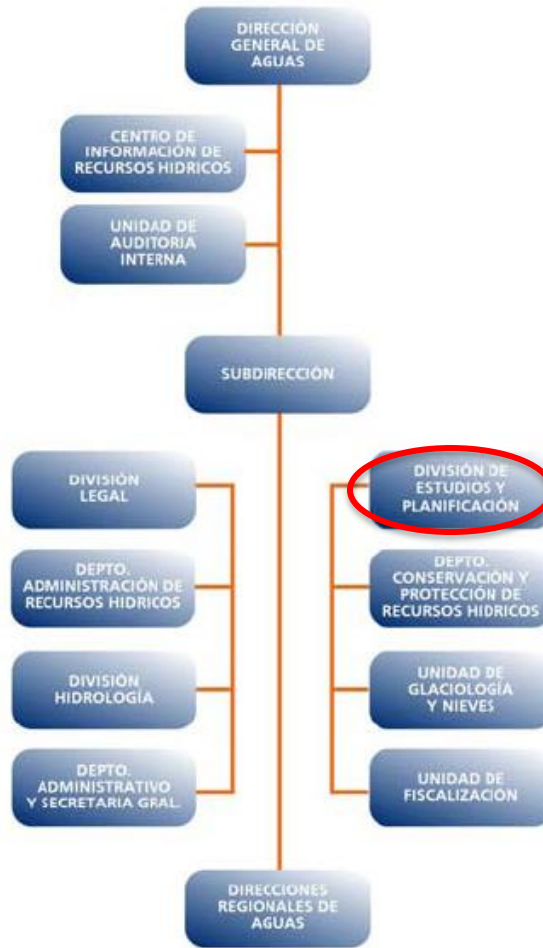 DIRECCIÓN
GENERAL DE
AGUAS
CENTRO DE
INFORMACIÓN DE
RECURSOS HIDRICOS
UNIDAD DE
AUDITORIA
INTERNA
SUBDIRECCIÓN
DIVISIÓN
LEGAL
DEPTO.
ADMINISTRACIÓN DE
RECURSOS HIDRICOS
DIVISIÓN
HIDROLOGÍA
DEPTO.
ADMINISTRATIVO
Y SECRETARIA GRAL.
DIVISIÓN DE
ESTUDIOS Y
PLANIFICACIÓN
DEPTO.
CONSERVACIÓN Y
PROTECCIÓN DE
RECURSOS HIDRICOS
UNIDAD DE
GLACIOLOGÍA
Y NIEVES
UNIDAD DE
FISCALIZACIÓN
DIRECCIONES
REGIONALES DE
AGUAS